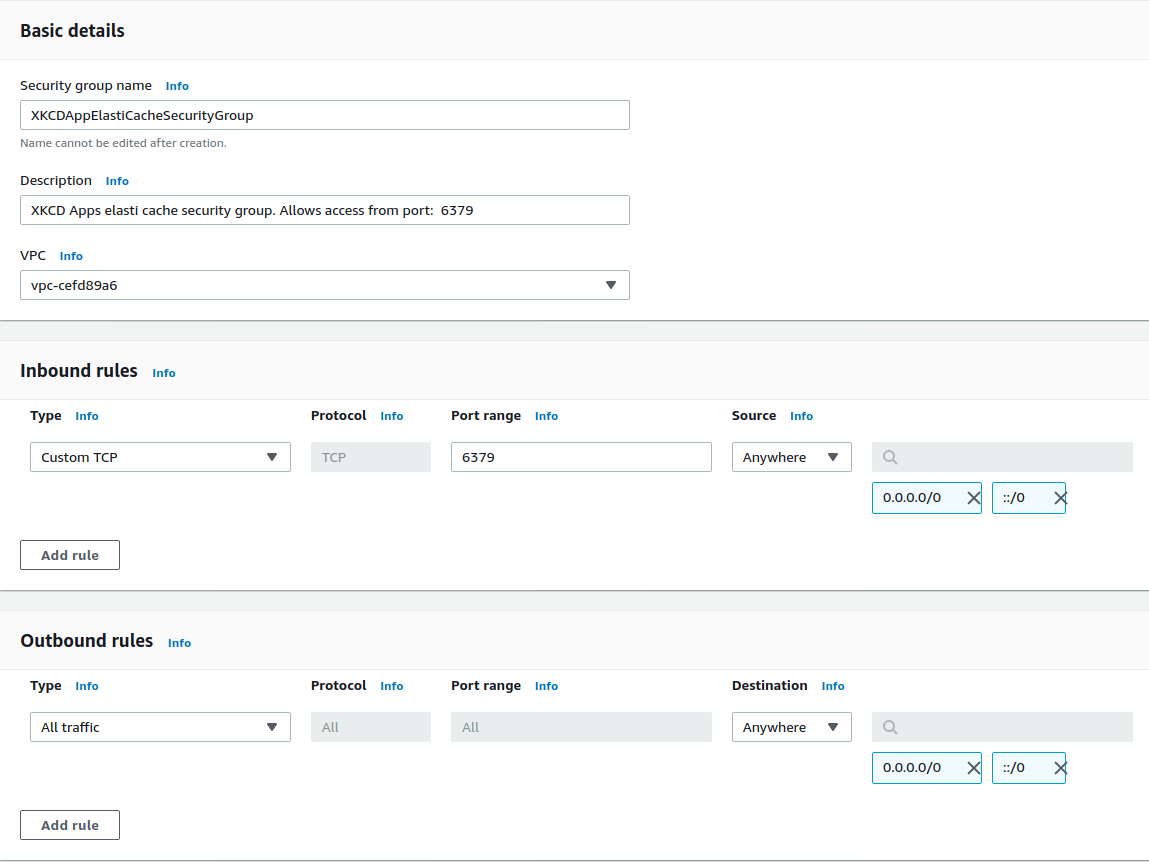 Basic details
Security group name Info
XKCDAppElastiCacheSecurityGroup
Name cannot be edited after creation.
Description Info
XKCD Apps elasti cache security group. Allows access from port:  6379
VPC Info
vpc-cefd89a6
Inbound rules Info
Type Info Protocol Info Port range Info Source Info
Custom TCP TCP 6379 Anywhere
0.0.0.0/0 ::/0
Add rule
Outbound rules Info
Type Info Protocol Info Port range Info Destination Info
All traffic All All Anywhere
0.0.0.0/0 ::/0
Add rule